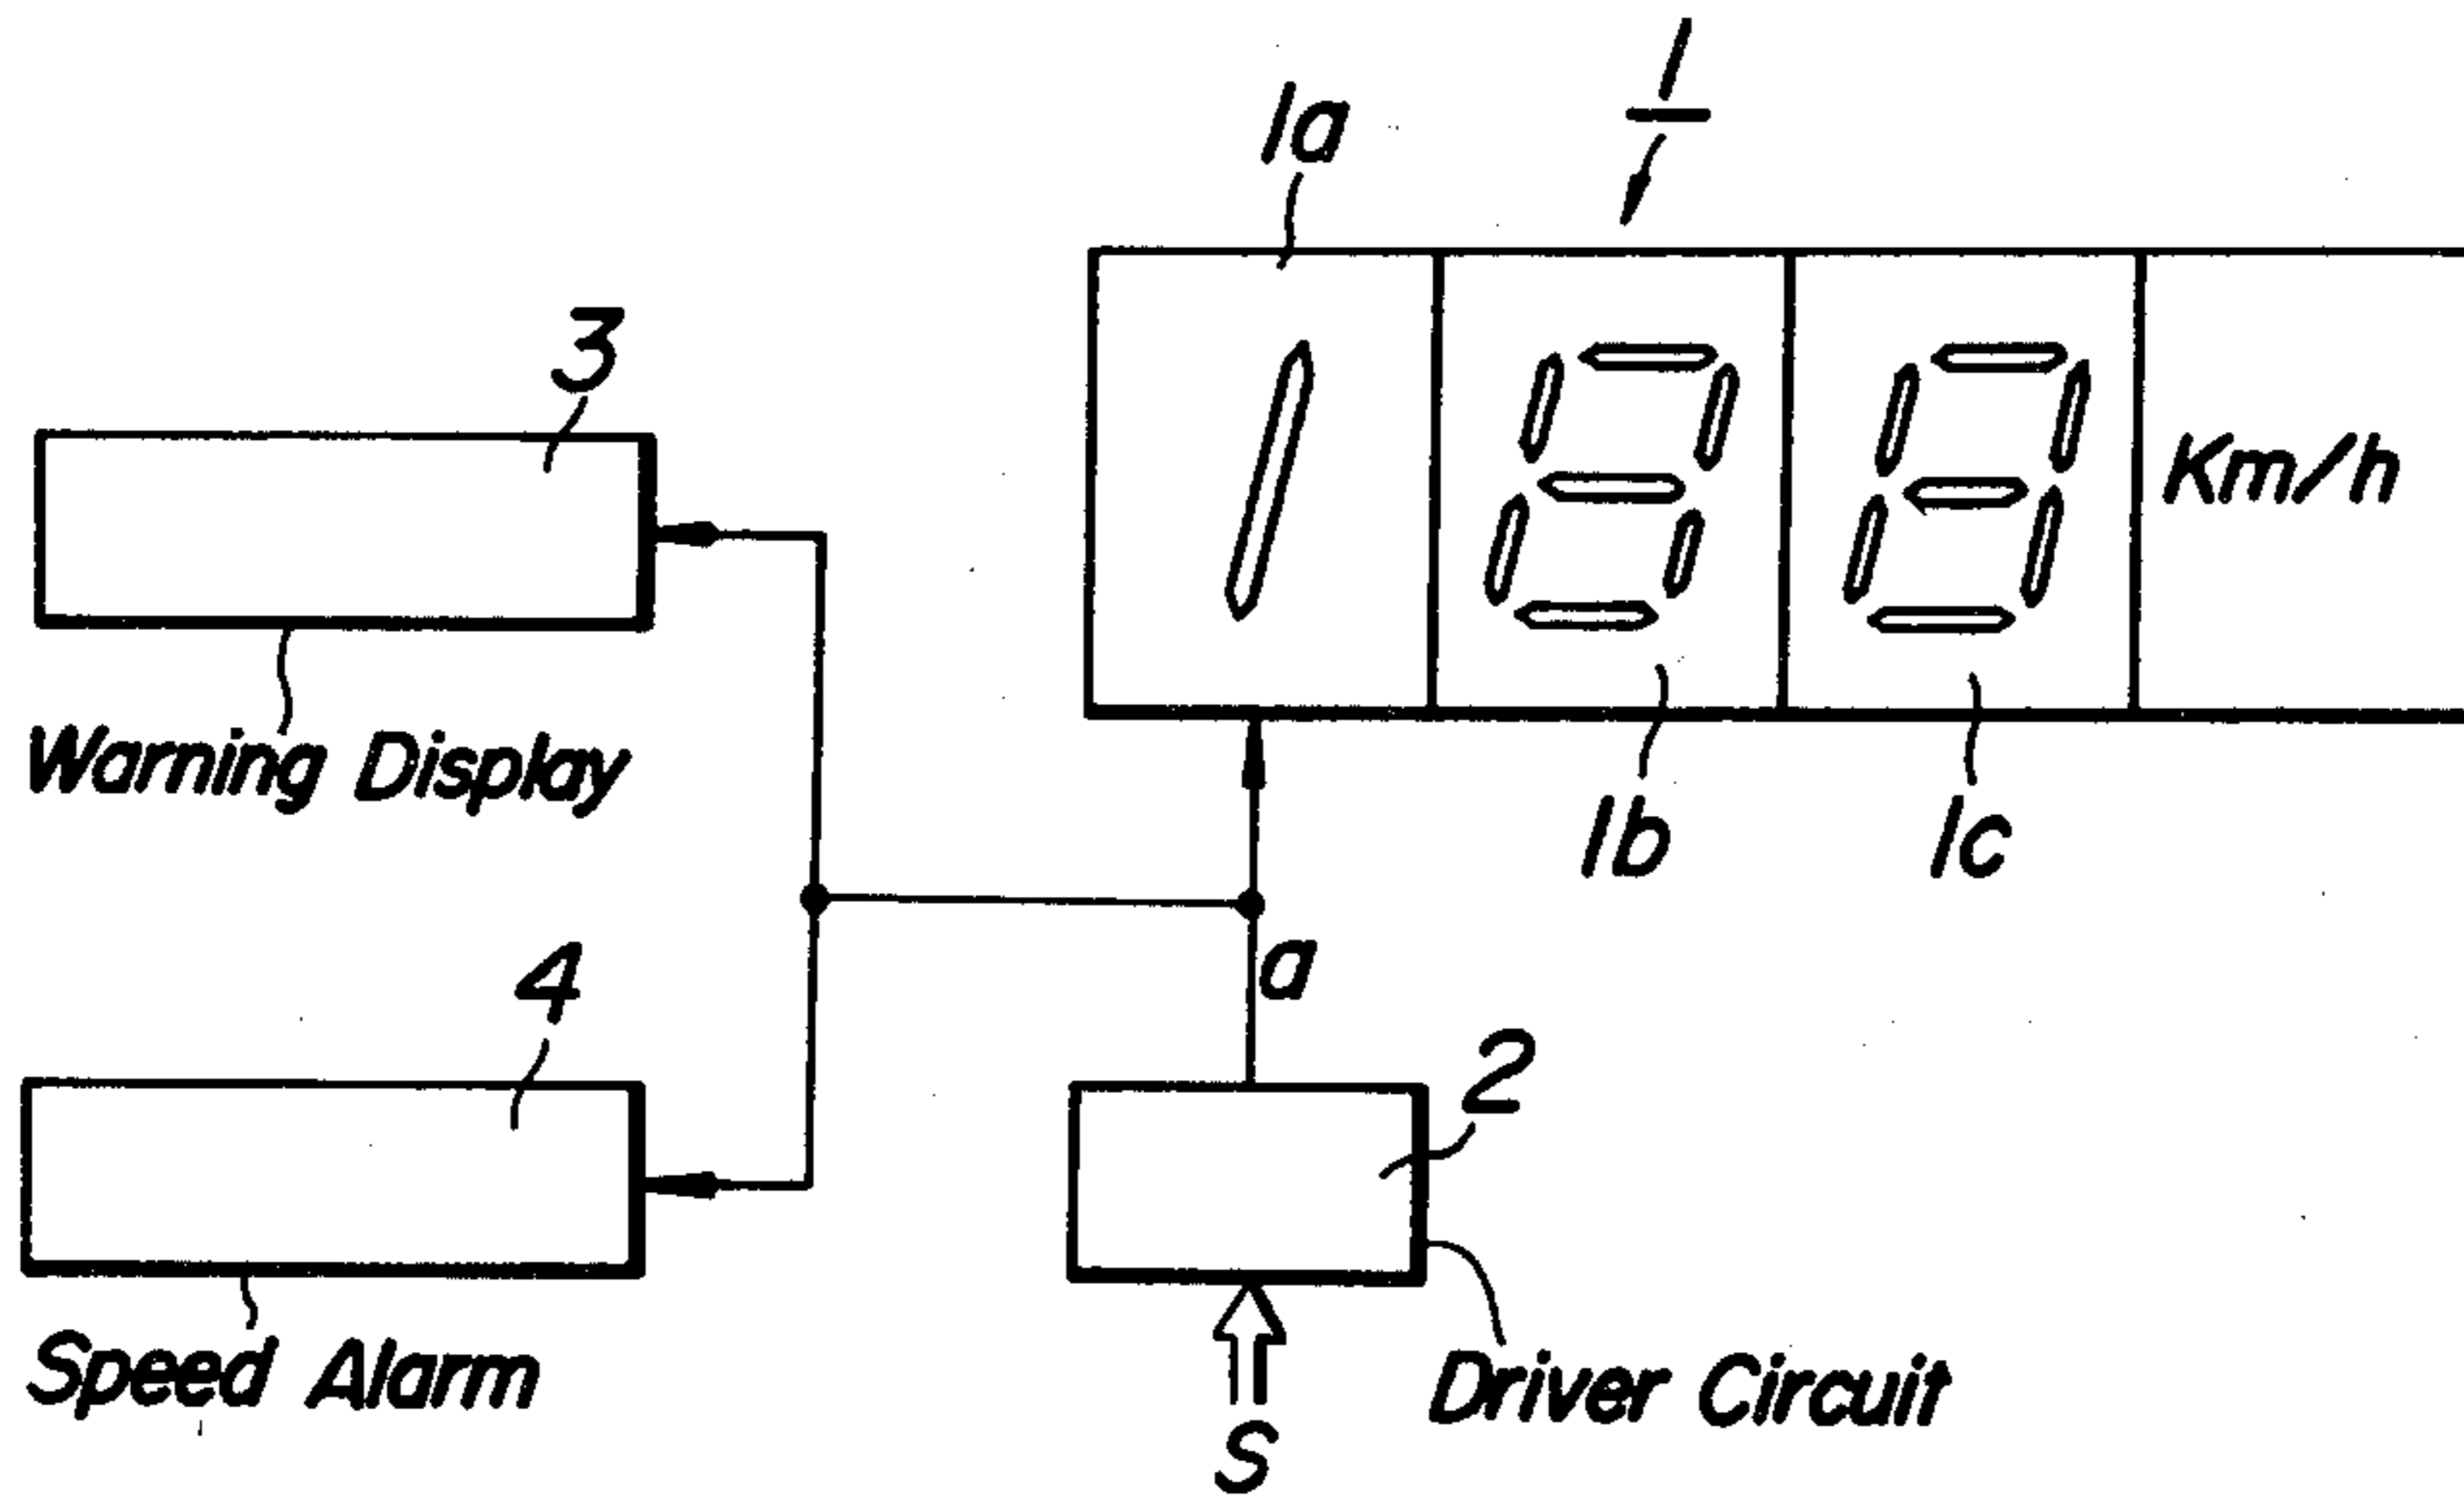 1
1a
3
Km/h
Warning Display
1b
1c
a
4
2
Speed Alarm
Driver Circuit
S